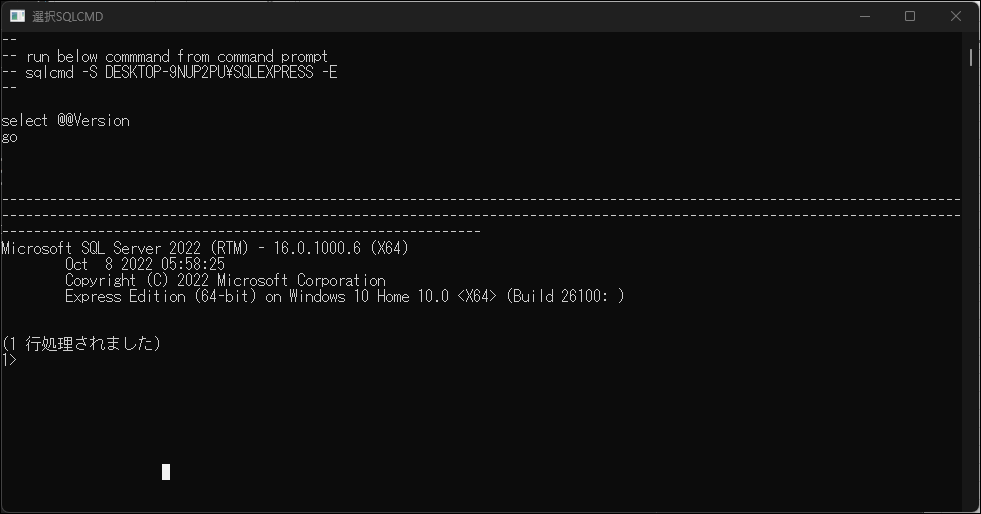 選択SQLCMD
--
-- run below commmand from command prompt
-- sqlcmd -S DESKTOP-9NUP2PU¥SQLEXPRESS -E
--
select @@Version
go
------------------------------------------------------------------------------------------------------------------------
------------------------------------------------------------------------------------------------------------------------
------------------------------------------------------------
Microsoft SQL Server 2022 (RTM) - 16.0.1000.6 (X64)
Oct  8 2022 05:58:25
Copyright (C) 2022 Microsoft Corporation
Express Edition (64-bit) on Windows 10 Home 10.0 <X64> (Build 26100: )
(1 行処理されました)
1>